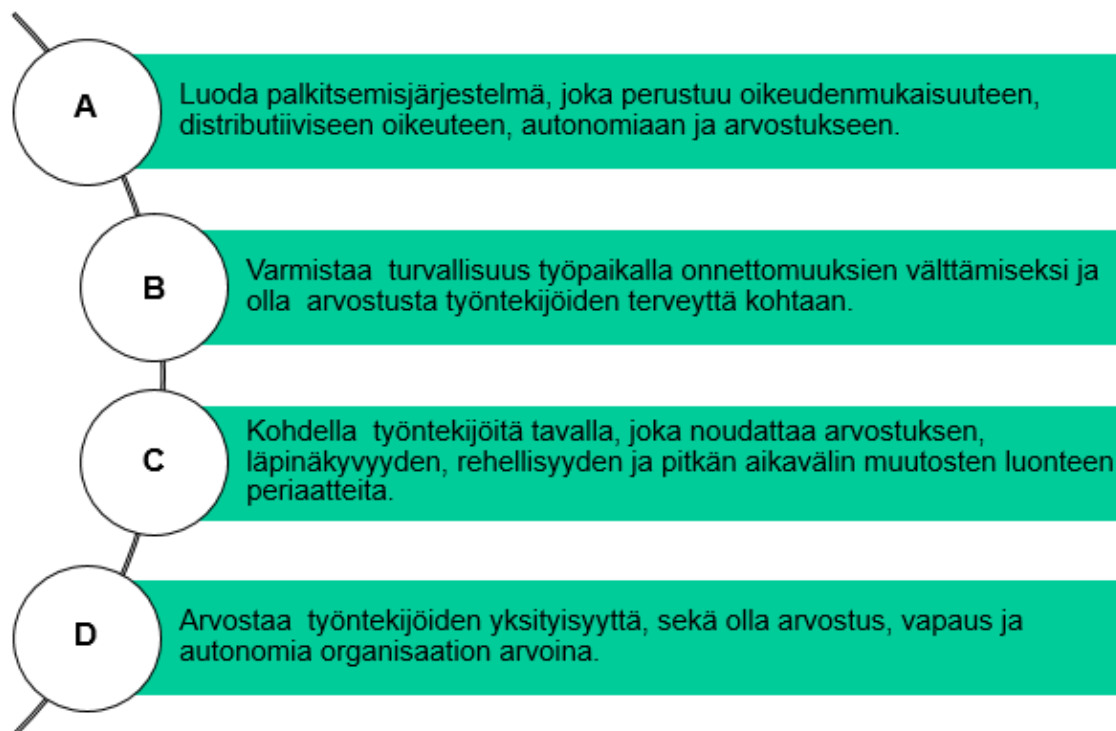 A
Luoda palkitsemisjärjestelmä, joka perustuu oikeudenmukaisuuteen,
distributiiviseen oikeuteen, autonomiaan ja arvostukseen.
B
Varmistaa  turvallisuus työpaikalla onnettomuuksien välttämiseksi ja
olla  arvostusta työntekijöiden terveyttä kohtaan.
C
Kohdella  työntekijöitä tavalla, joka noudattaa arvostuksen,
läpinäkyvyyden, rehellisyyden ja pitkän aikavälin muutosten luonteen
periaatteita.
D
Arvostaa  työntekijöiden yksityisyyttä, sekä olla arvostus, vapaus ja
autonomia organisaation arvoina.